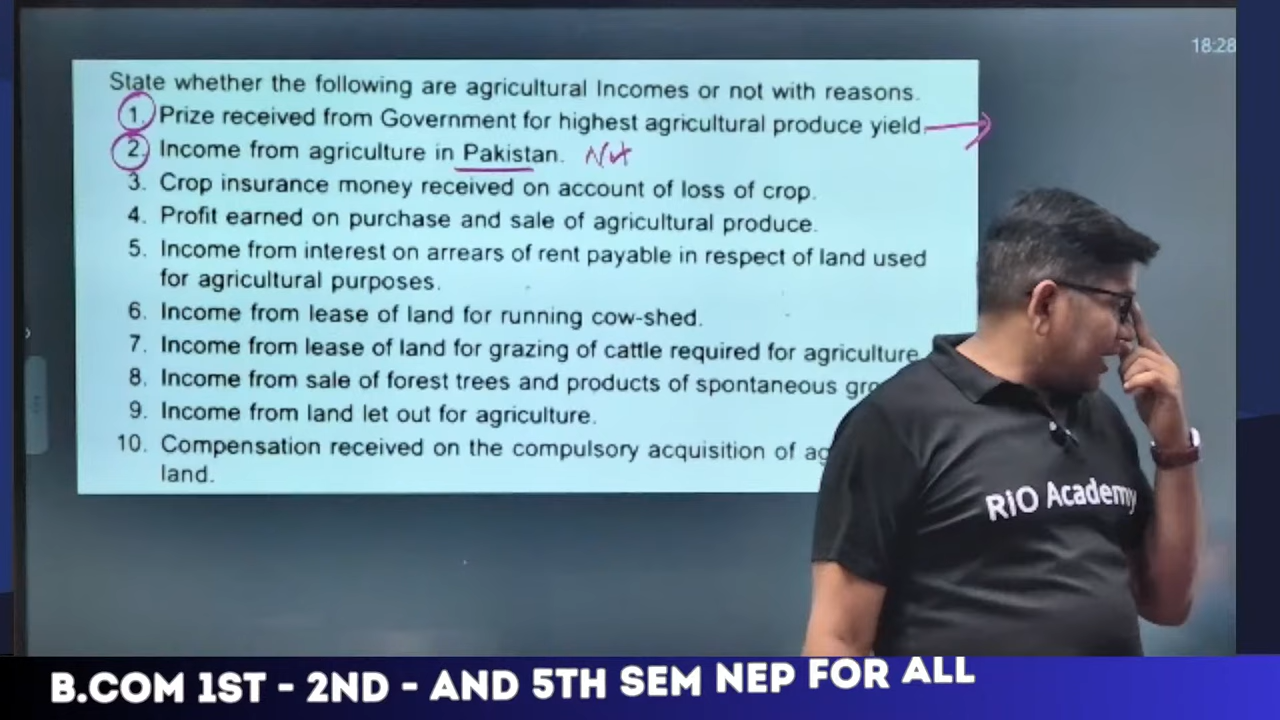 18:28
State whether the following are agricultural Incomes or not with reasons.
1. Prize received from Government for highest agricultural produce yield
2. Income from agriculture in Pakistan. Not
3. Crop insurance money received on account of loss of crop.
4. Profit earned on purchase and sale of agricultural produce.
5. Income from interest on arrears of rent payable in respect of land used
for agricultural purposes.
6. Income from lease of land for running cow-shed.
7. Income from lease of land for grazing of cattle required for agriculture
8. Income from sale of forest trees and products of spontaneous
9. Income from land let out for agriculture.
10. Compensation received on the compulsory acquisition of
land.
RiO Academy
B.COM 1ST - 2ND - AND 5TH SEM NEP FOR ALL